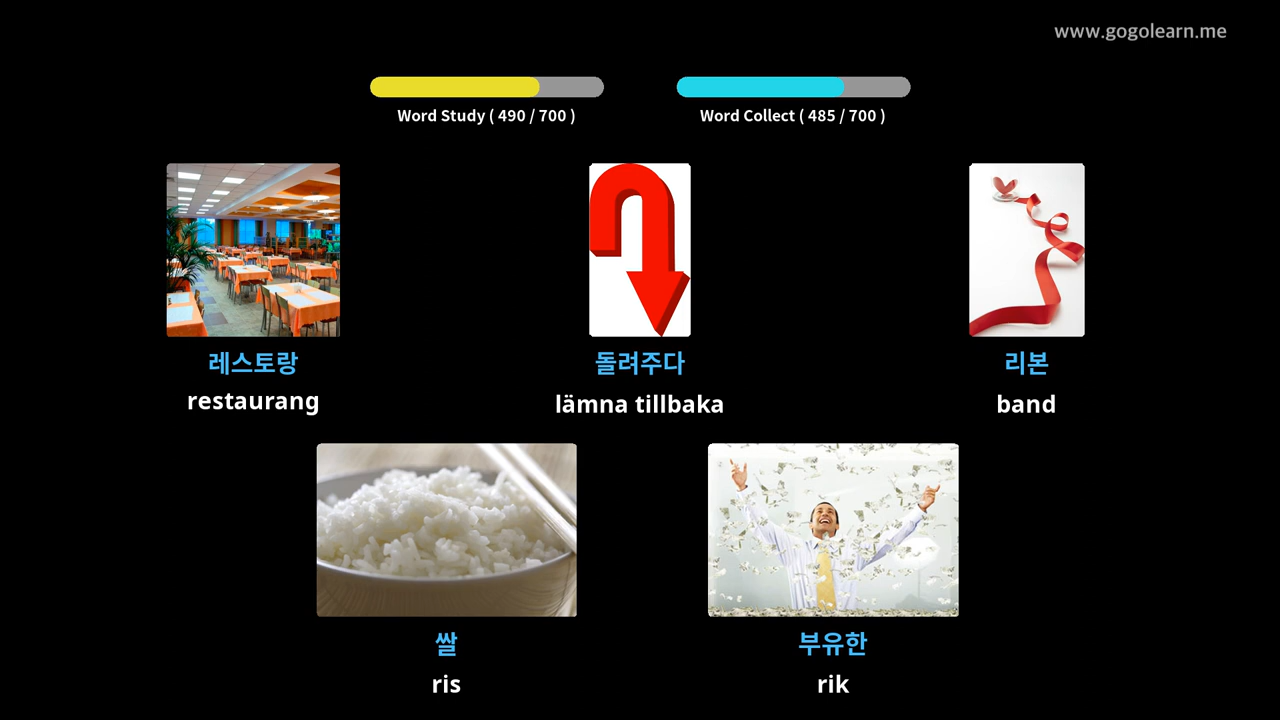 www.gogolearn.me
Word Study ( 490 / 700 )
Word Collect ( 485 / 700 )
레스토랑
restaurang
돌려주다
lämna tillbaka
리본
band
쌀
ris
부유한
rik